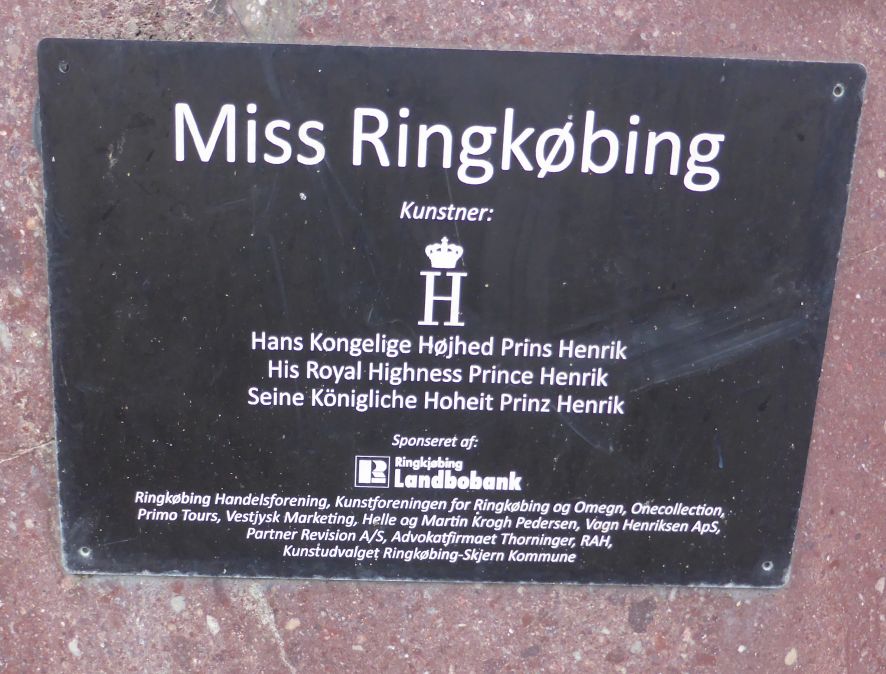 Miss Ringkøbing
Kunstner:
H
Hans Kongelige Højhed Prins Henrik
His Royal Highness Prince Henrik
Seine Königliche Hoheit Prinz Henrik
Sponseret af:
Ringkjøbing
Landbobank
Ringkøbing Handelsforening, Kunstforeningen for Ringkøbing og Omegn, Onecollection,
Primo Tours, Vestjysk Marketing, Helle og Martin Krogh Pedersen, Vagn Henriksen ApS,
Partner Revision A/S, Advokatfirmaet Thorninger, RAH,
Kunstudvalget Ringkøbing-Skjern Kommune